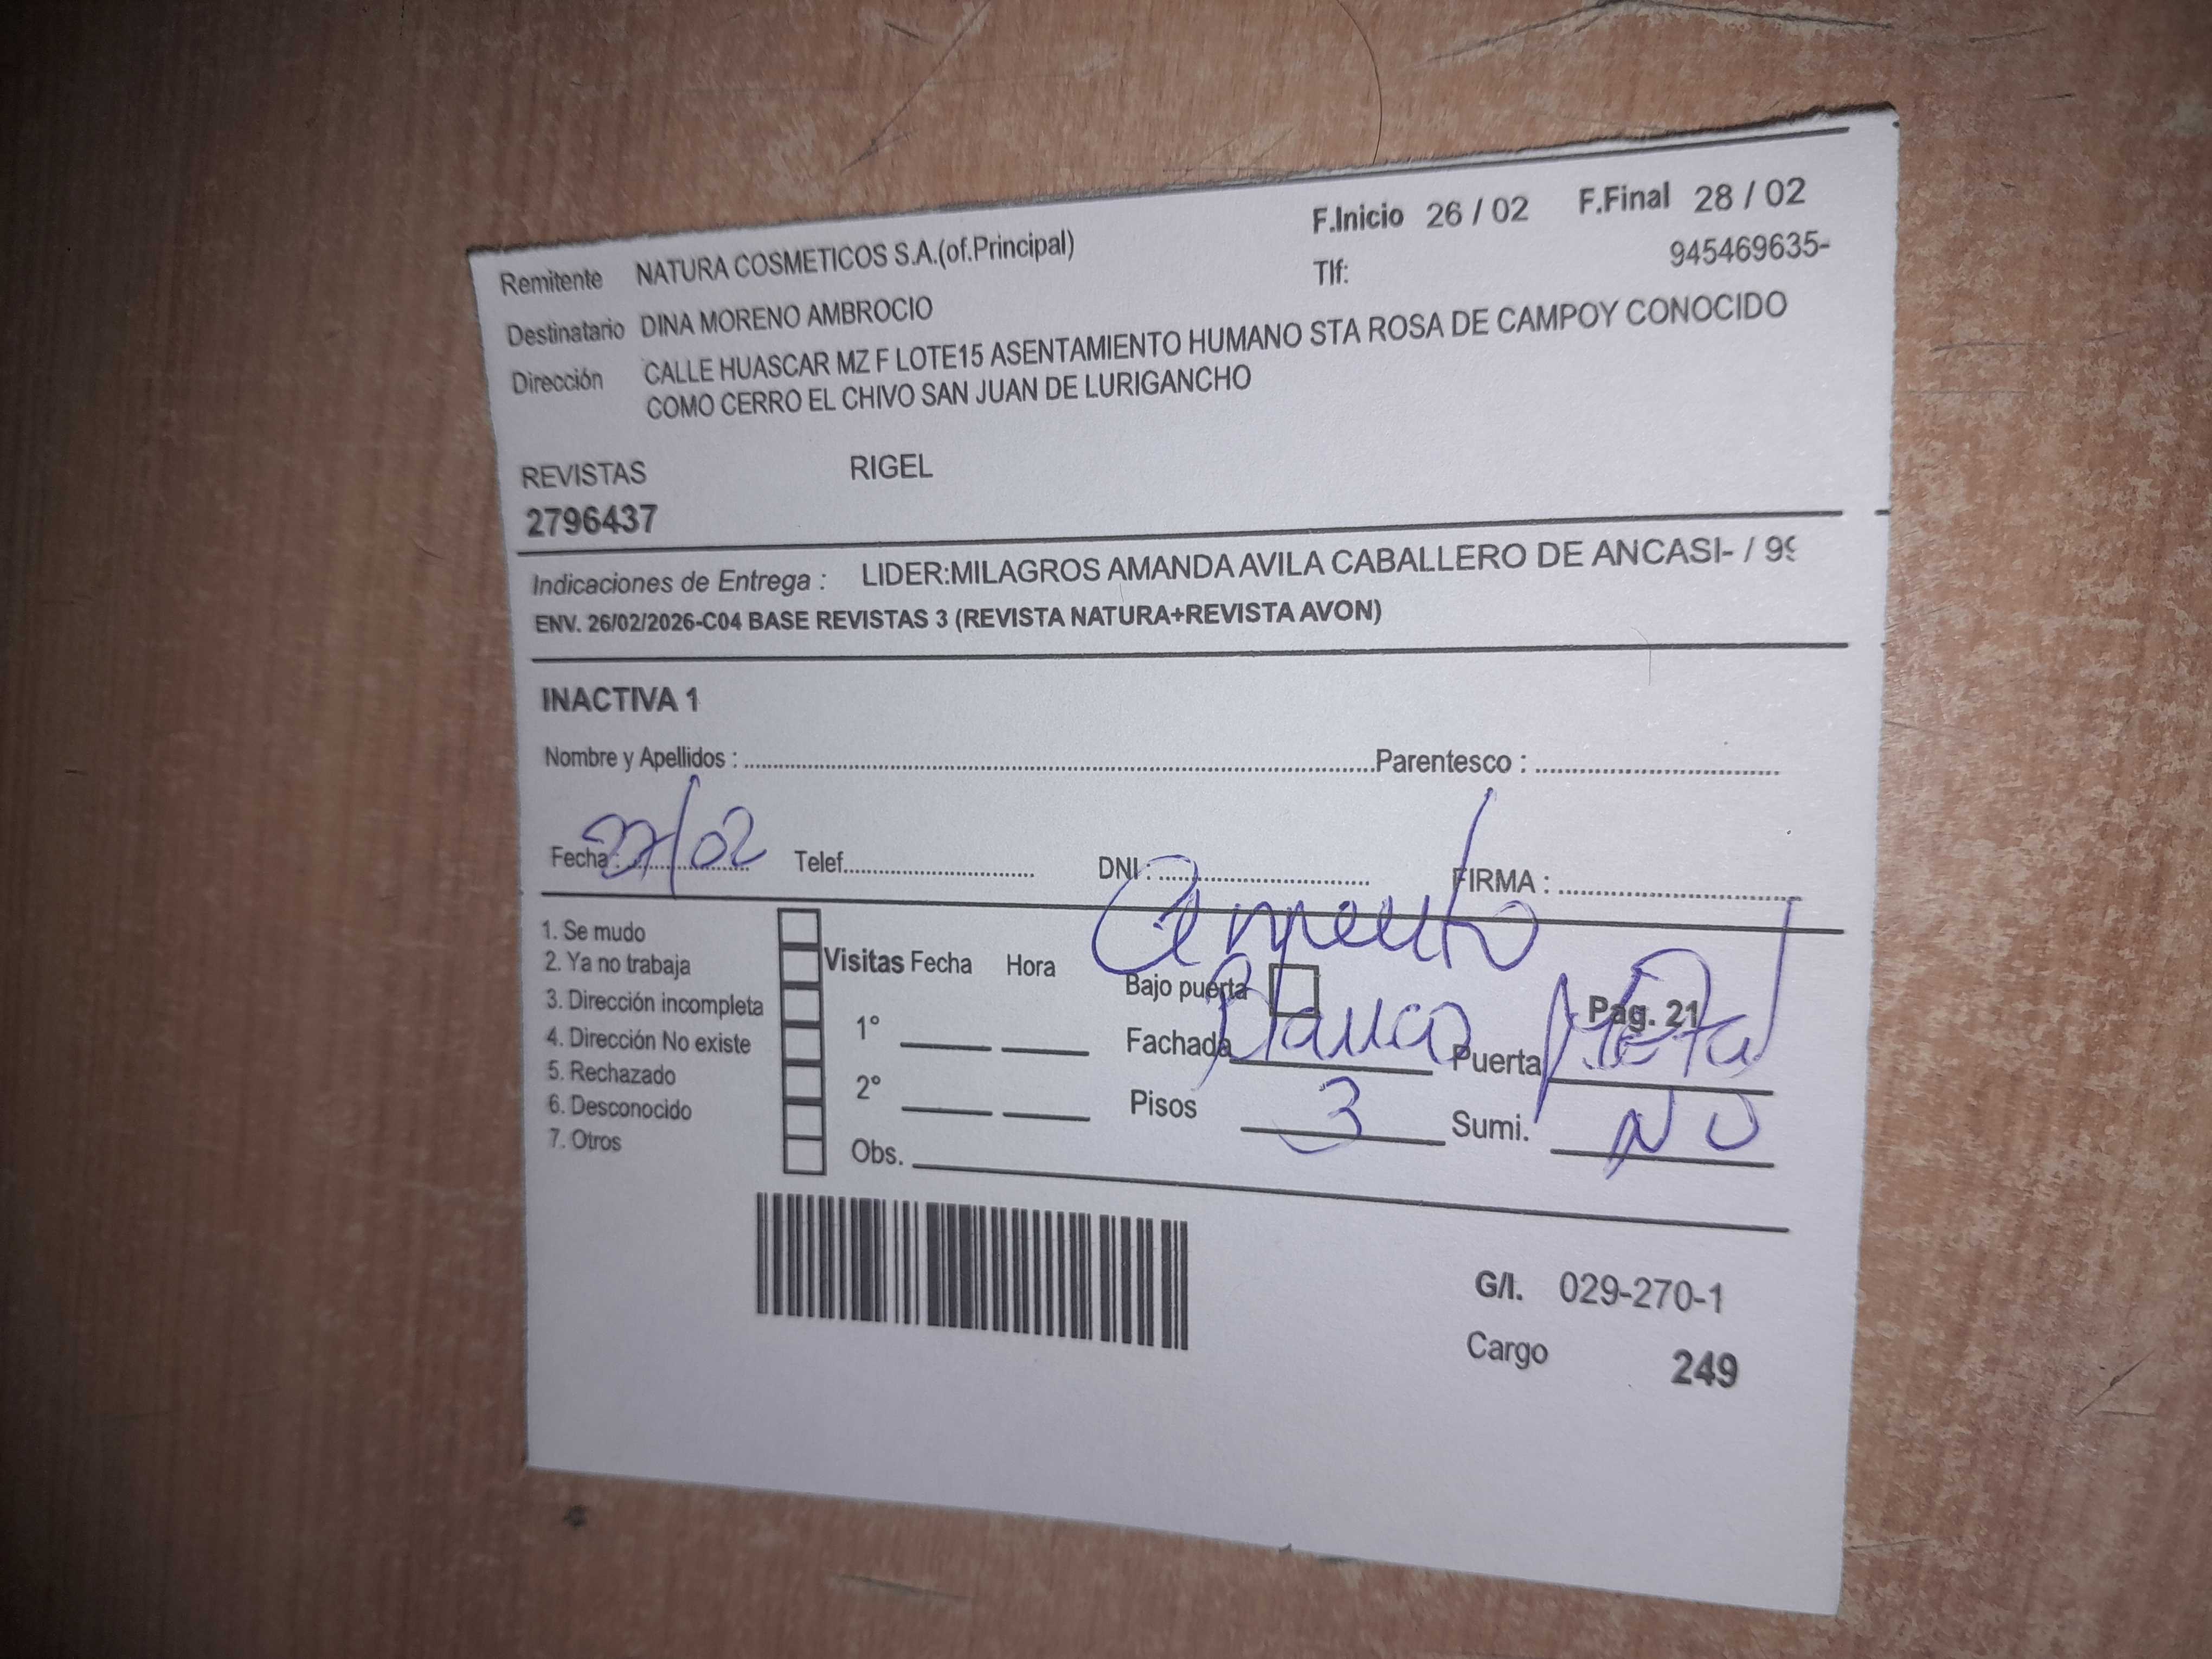 F.Inicio 26 / 02 F.Final 28 / 02
Remitente NATURA COSMETICOS S.A.(of.Principal) Tlf: 945469635-
Destinatario DINA MORENO AMBROCIO
Dirección CALLE HUASCAR MZ F LOTE15 ASENTAMIENTO HUMANO STA ROSA DE CAMPOY CONOCIDO
COMO CERRO EL CHIVO SAN JUAN DE LURIGANCHO
REVISTAS RIGEL
2796437
Indicaciones de Entrega : LIDER:MILAGROS AMANDA AVILA CABALLERO DE ANCASI- / 99
ENV. 26/02/2026-C04 BASE REVISTAS 3 (REVISTA NATURA+REVISTA AVON)
INACTIVA 1
Nombre y Apellidos : Parentesco :
Fecha : 27/02 Telef. DNI : FIRMA :
Cemento
1. Se mudo
2. Ya no trabaja
3. Dirección incompleta
4. Dirección No existe
5. Rechazado
6. Desconocido
7. Otros
Visitas Fecha Hora
1°
2°
Obs.
Bajo puerta Pag. 21
Fachada Blanco Puerta Metal
Pisos 3 Sumi. NO
G/I. 029-270-1
Cargo 249